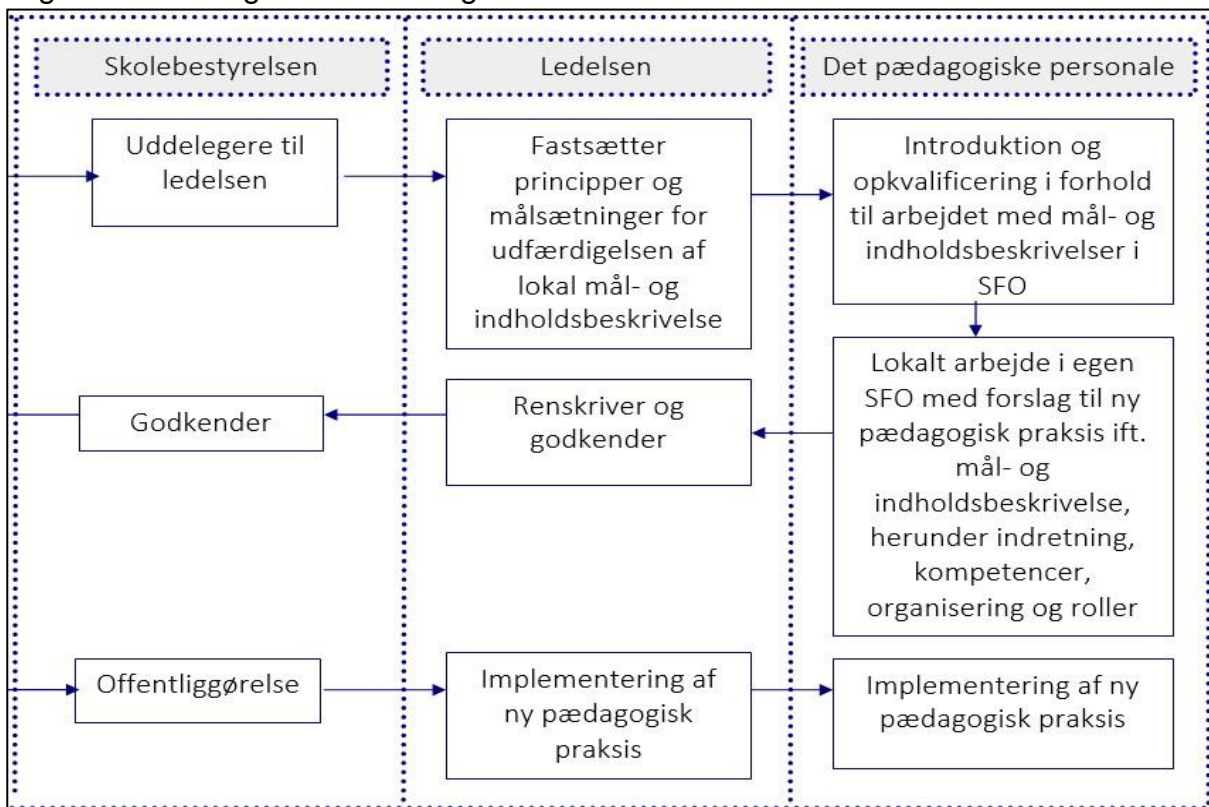 Skolebestyrelsen
Ledelsen
Det pædagogiske personale
Uddelegere til
ledelsen
Fastsætter
principper og
målsætninger for
udfærdigelsen af
lokal mål- og
indholdsbeskrivelse
Introduktion og
opkvalificering i forhold
til arbejdet med mål- og
indholdsbeskrivelser i
SFO
Godkender
Renskriver og
godkender
Lokalt arbejde i egen
SFO med forslag til ny
pædagogisk praksis ift.
mål- og
indholdsbeskrivelse,
herunder indretning,
kompetencer,
organisering og roller
Offentliggørelse
Implementering af
ny pædagogisk
praksis
Implementering af ny
pædagogisk praksis